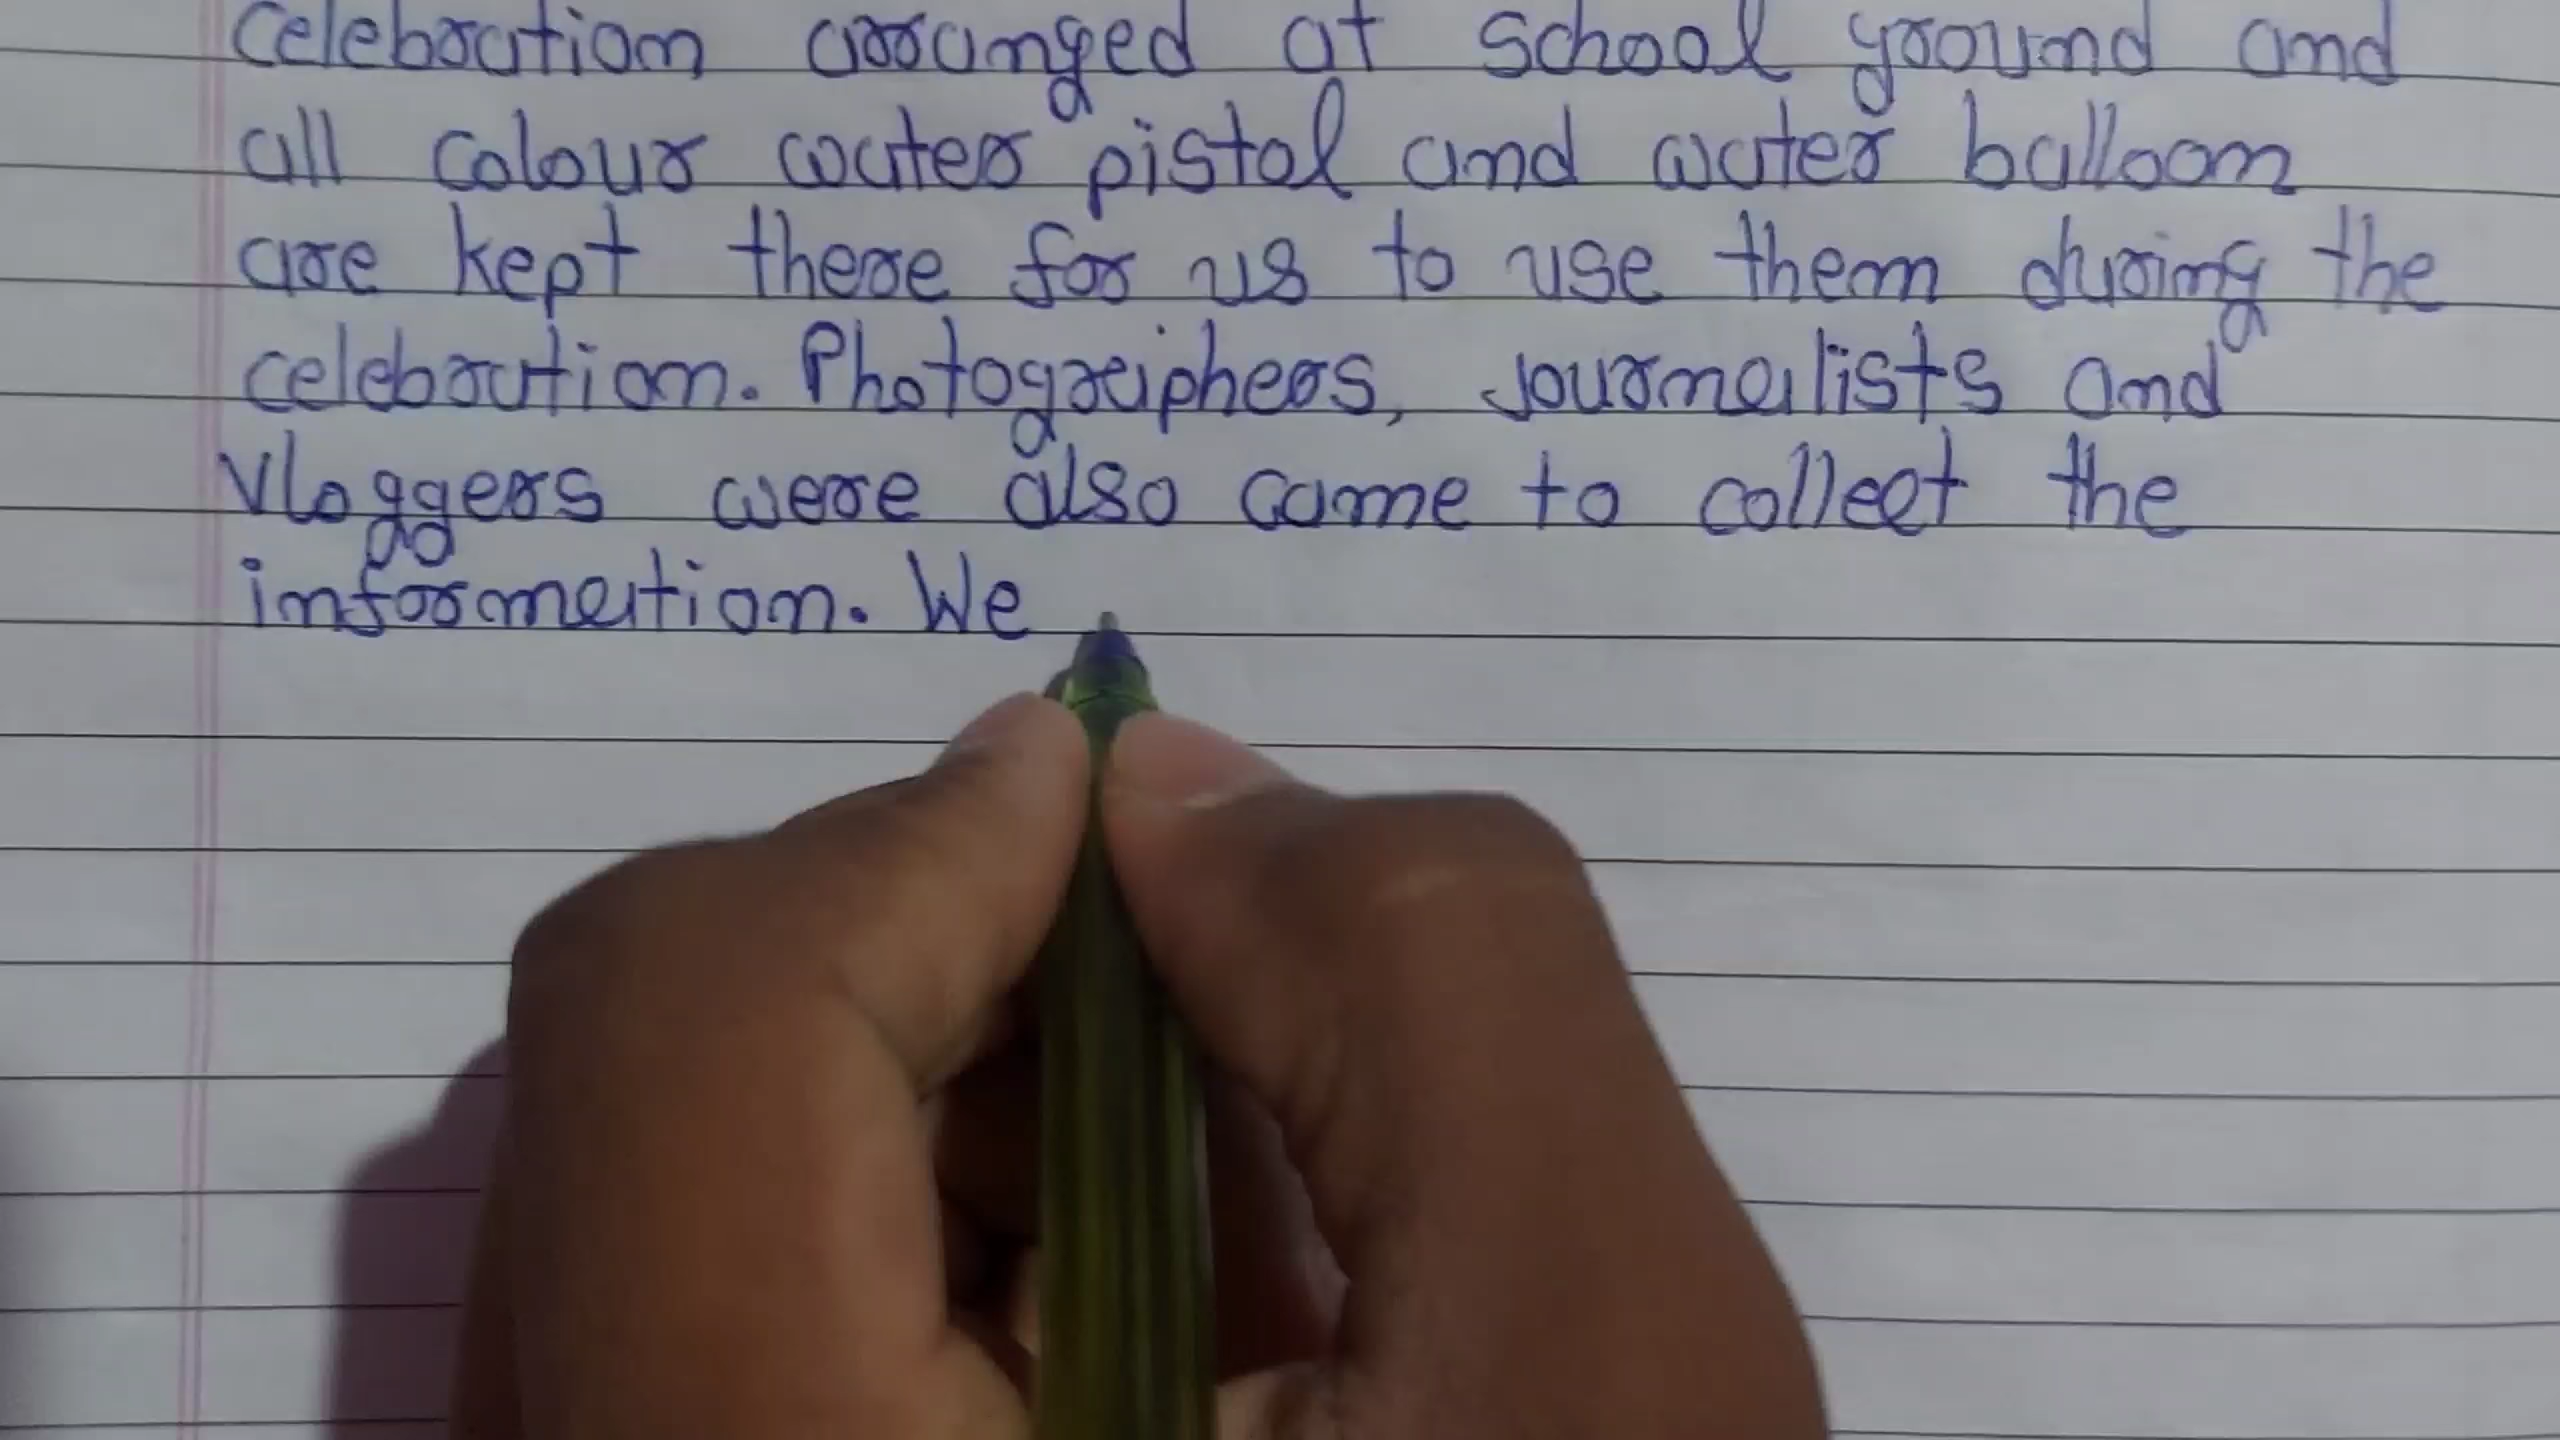 celebration arranged at school ground and
all colour water pistol and water balloon
are kept there for us to use them during the
celebration. Photographers, Journalists and
Vloggers were also came to collect the
information. We